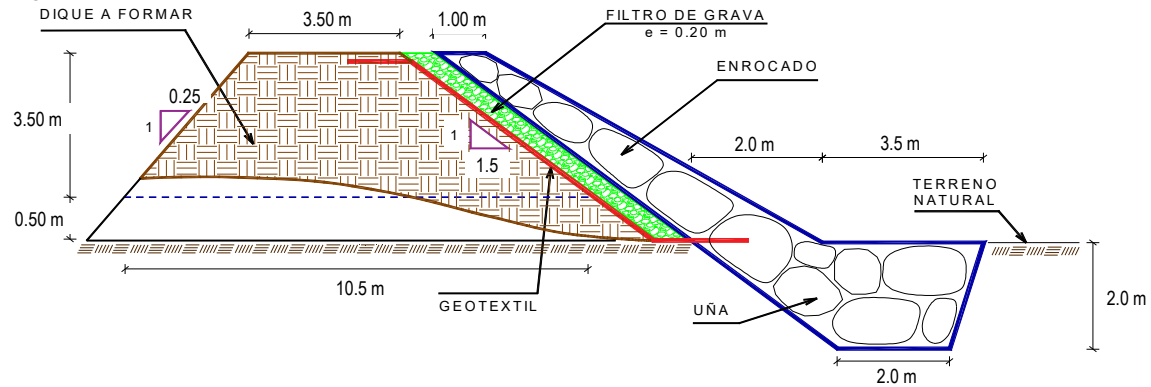 DIQUE A FORMAR
3.50 m
1.00 m
FILTRO DE GRAVA
e = 0.20 m
ENROCADO
0.25
1
3.50 m
1
1.5
2.0 m
3.5 m
TERRENO
NATURAL
0.50 m
10.5 m
GEOTEXTIL
UÑA
2.0 m
2.0 m